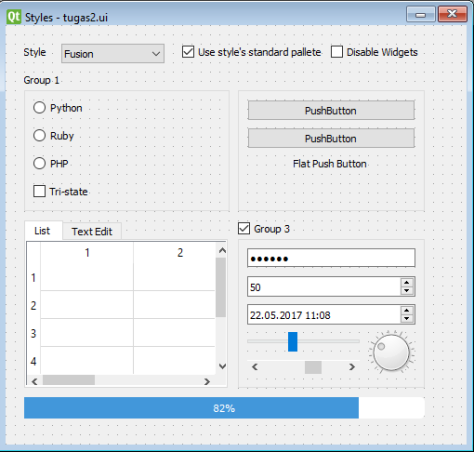 Qt Styles - tugas2.ui
Style Fusion Use style's standard pallete Disable Widgets
Group 1
Python
Ruby
PHP
Tri-state
PushButton
PushButton
Flat Push Button
List Text Edit
1 2
1
2
3
4
Group 3
●●●●●●
50
22.05.2017 11:08
82%